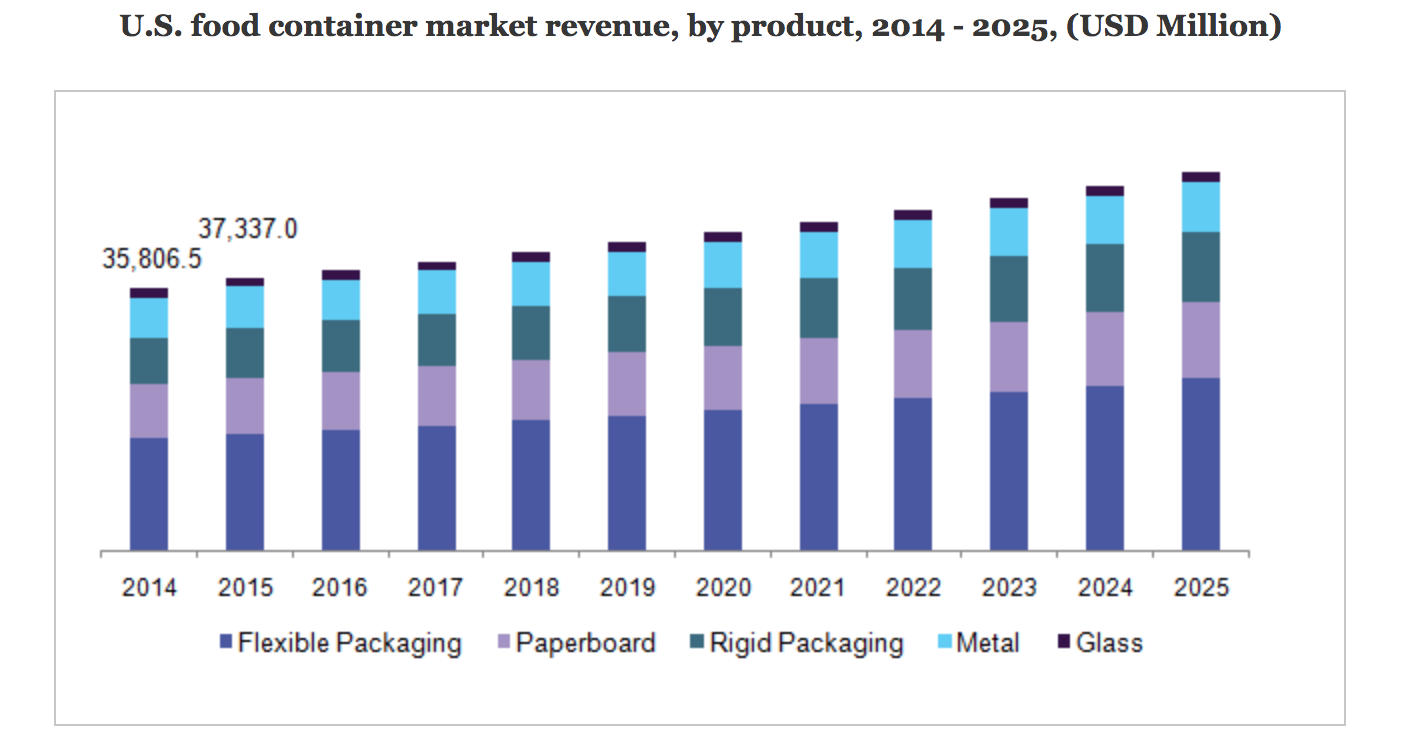 U.S. food container market revenue, by product, 2014 - 2025, (USD Million)
37,337.0
35,806.5
2014 2015 2016 2017 2018 2019 2020 2021 2022 2023 2024 2025
Flexible Packaging Paperboard Rigid Packaging Metal Glass